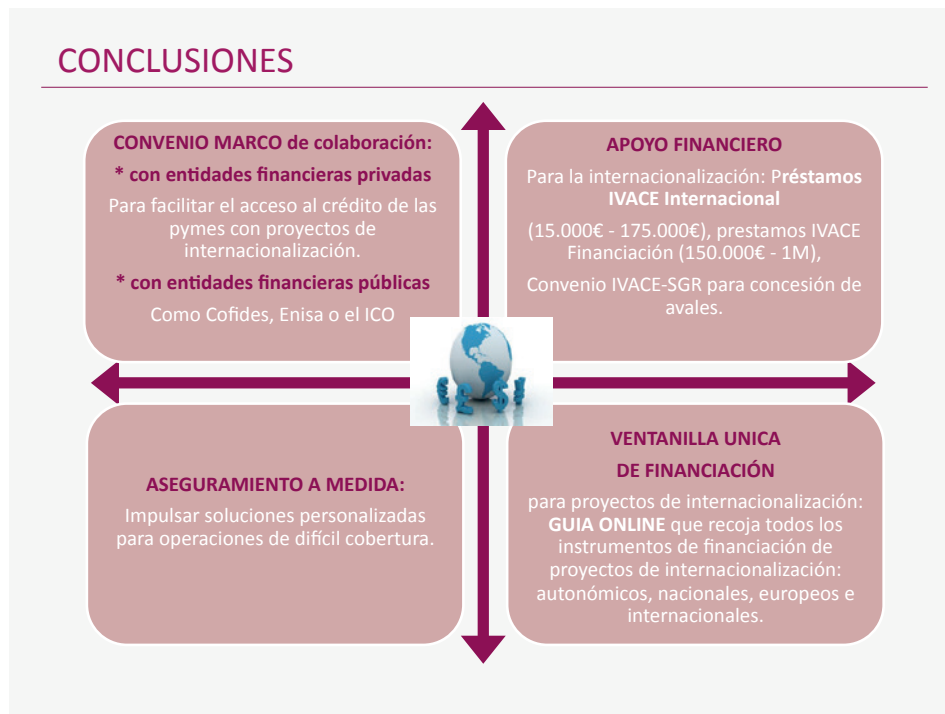 CONCLUSIONES
CONVENIO MARCO de colaboración:
* con entidades financieras privadas
Para facilitar el acceso al crédito de las
pymes con proyectos de
internacionalización.
* con entidades financieras públicas
Como Cofides, Enisa o el ICO
APOYO FINANCIERO
Para la internacionalización: Préstamos
IVACE Internacional
(15.000€ - 175.000€), prestamos IVACE
Financiación (150.000€ - 1M),
Convenio IVACE-SGR para concesión de
avales.
€ £ $ ¥
ASEGURAMIENTO A MEDIDA:
Impulsar soluciones personalizadas
para operaciones de difícil cobertura.
VENTANILLA UNICA
DE FINANCIACIÓN
para proyectos de internacionalización:
GUIA ONLINE que recoja todos los
instrumentos de financiación de
proyectos de internacionalización:
autonómicos, nacionales, europeos e
internacionales.